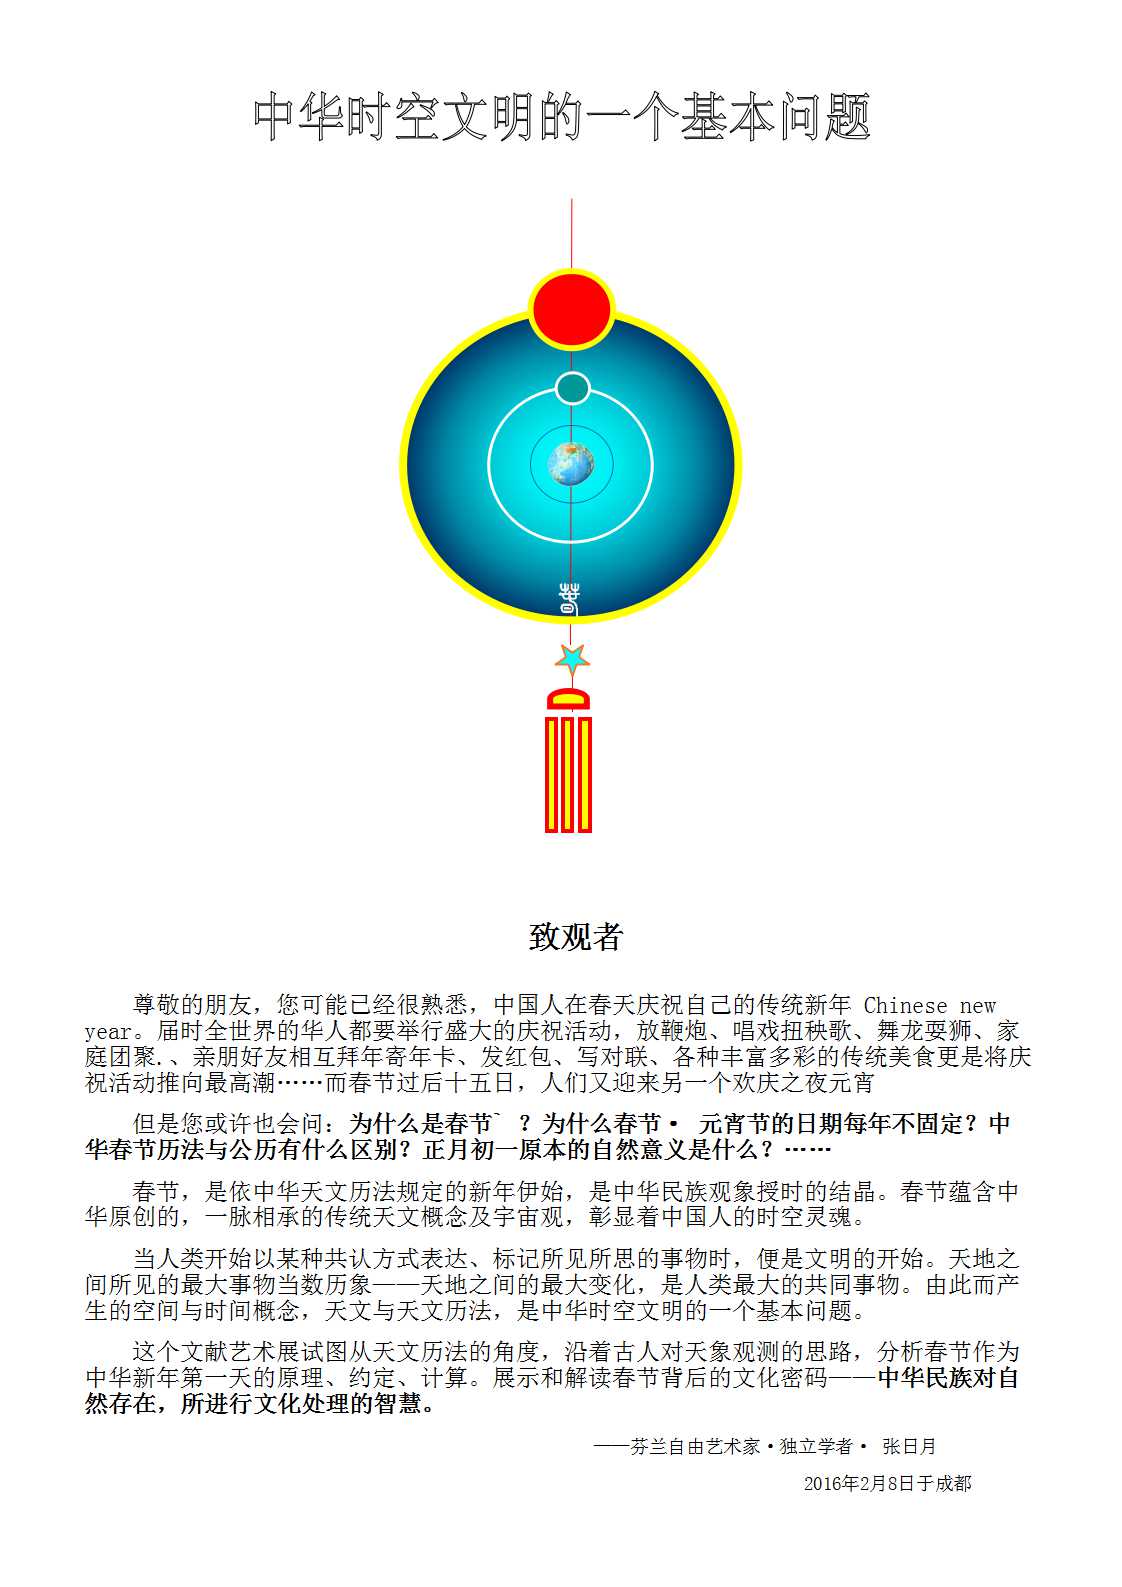 中华时空文明的一个基本问题
致观者
尊敬的朋友，您可能已经很熟悉，中国人在春天庆祝自己的传统新年 Chinese new
year。届时全世界的华人都要举行盛大的庆祝活动，放鞭炮、唱戏扭秧歌、舞龙耍狮、家
庭团聚.、亲朋好友相互拜年寄年卡、发红包、写对联、各种丰富多彩的传统美食更是将庆
祝活动推向最高潮……而春节过后十五日，人们又迎来另一个欢庆之夜元宵
但是您或许也会问：为什么是春节` ？为什么春节· 元宵节的日期每年不固定？中
华春节历法与公历有什么区别？正月初一原本的自然意义是什么？……
春节，是依中华天文历法规定的新年伊始，是中华民族观象授时的结晶。春节蕴含中
华原创的，一脉相承的传统天文概念及宇宙观，彰显着中国人的时空灵魂。
当人类开始以某种共认方式表达、标记所见所思的事物时，便是文明的开始。天地之
间所见的最大事物当数历象——天地之间的最大变化，是人类最大的共同事物。由此而产
生的空间与时间概念，天文与天文历法，是中华时空文明的一个基本问题。
这个文献艺术展试图从天文历法的角度，沿着古人对天象观测的思路，分析春节作为
中华新年第一天的原理、约定、计算。展示和解读春节背后的文化密码——中华民族对自
然存在，所进行文化处理的智慧。
——芬兰自由艺术家·独立学者· 张日月
2016年2月8日于成都